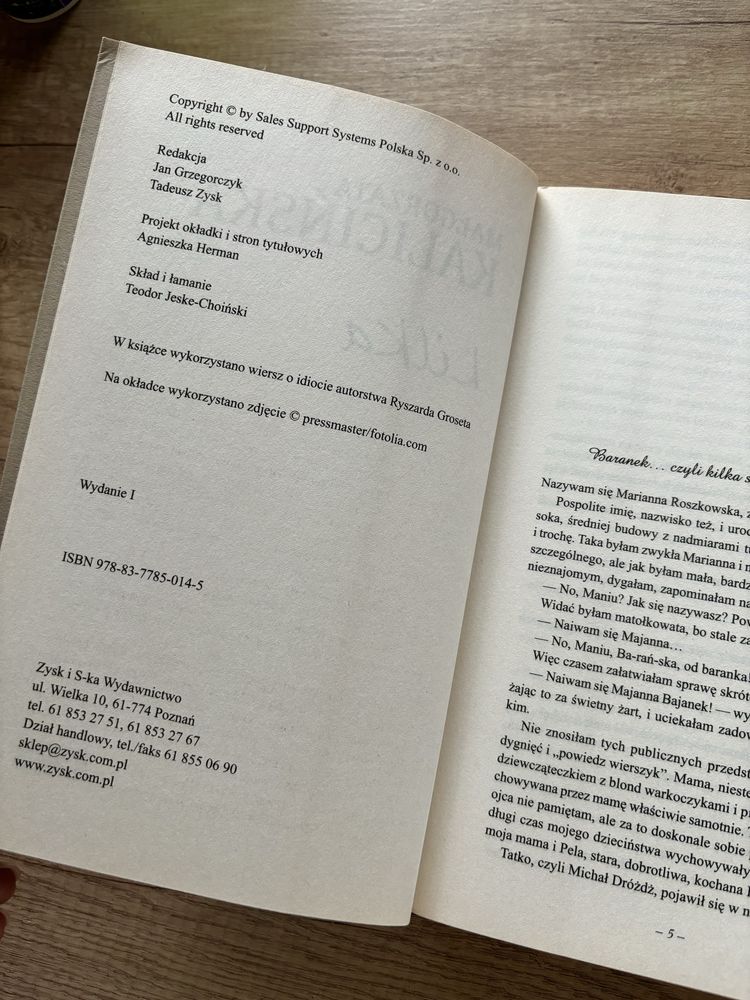 Copyright © by Sales Support Systems Polska Sp. z o.o.
All rights reserved
Redakcja
Jan Grzegorczyk
Tadeusz Zysk
Projekt okładki i stron tytułowych
Agnieszka Herman
Skład i łamanie
Teodor Jeske-Choiński
W książce wykorzystano wiersz o idiocie autorstwa Ryszarda Groseta
Na okładce wykorzystano zdjęcie © pressmaster/fotolia.com
Wydanie I
ISBN 978-83-7785-014-5
Zysk i S-ka Wydawnictwo
ul. Wielka 10, 61-774 Poznań
tel. 61 853 27 51, 61 853 27 67
Dział handlowy, tel./faks 61 855 06 90
sklep@zysk.com.pl
www.zysk.com.pl
Baranek... czyli kilka s
Nazywam się Marianna Roszkowska, z
Pospolite imię, nazwisko też, i uroc
soka, średniej budowy z nadmiarami tu
i trochę. Taka byłam zwykła Marianna i n
szczególnego, ale jak byłam mała, bardz
nieznajomym, dygałam, zapominałam na
— No, Maniu? Jak się nazywasz? Pow
Widać byłam matołkowata, bo stale za
— Naiwam się Majanna...
— No, Maniu, Ba-rań-ska, od baranka!
Więc czasem załatwiałam sprawę skrór
— Naiwam się Majanna Bajanek! — wy
żając to za świetny żart, i uciekałam zadow
kim.
Nie znosiłam tych publicznych przedst
dygnięć i „powiedz wierszyk”. Mama, nieste
dziewcząteczkiem z blond warkoczykami i p
chowywana przez mamę właściwie samotnie. T
ojca nie pamiętam, ale za to doskonale sobie
długi czas mojego dzieciństwa wychowywały
moja mama i Pela, stara, dobrotliwa, kochana
Tatko, czyli Michał Dróżdż, pojawił się w n
– 5 –